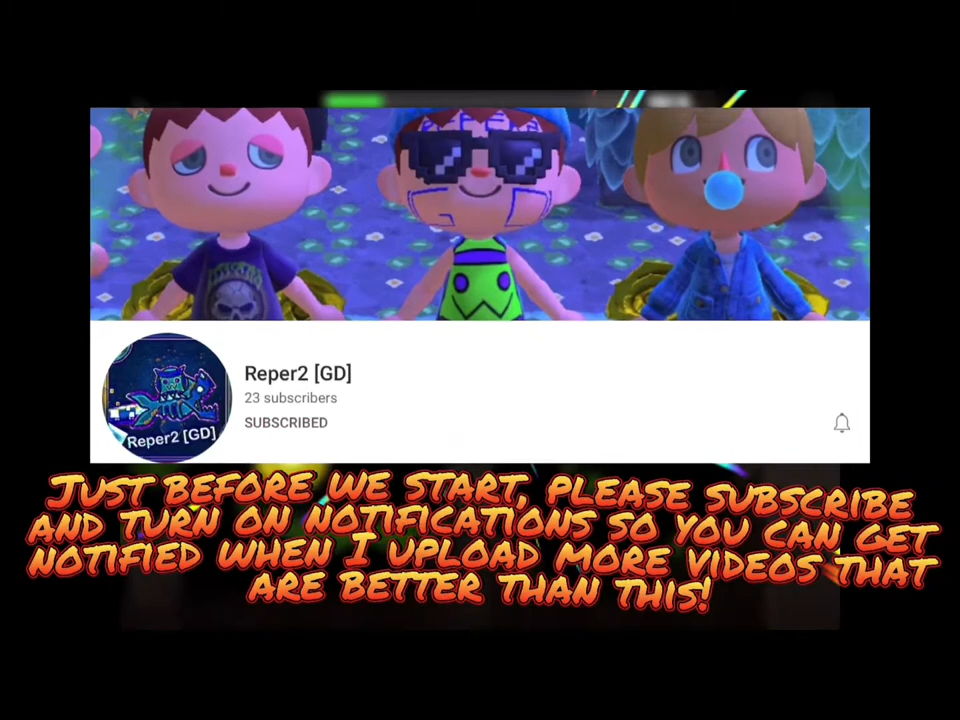 Reper2 [GD]
23 subscribers
SUBSCRIBED
Reper2 [GD]
JUST BEFORE WE START, PLEASE SUBSCRIBE
AND TURN ON NOTIFICATIONS SO YOU CAN GET
NOTIFIED WHEN I UPLOAD MORE VIDEOS THAT
ARE BETTER THAN THIS!